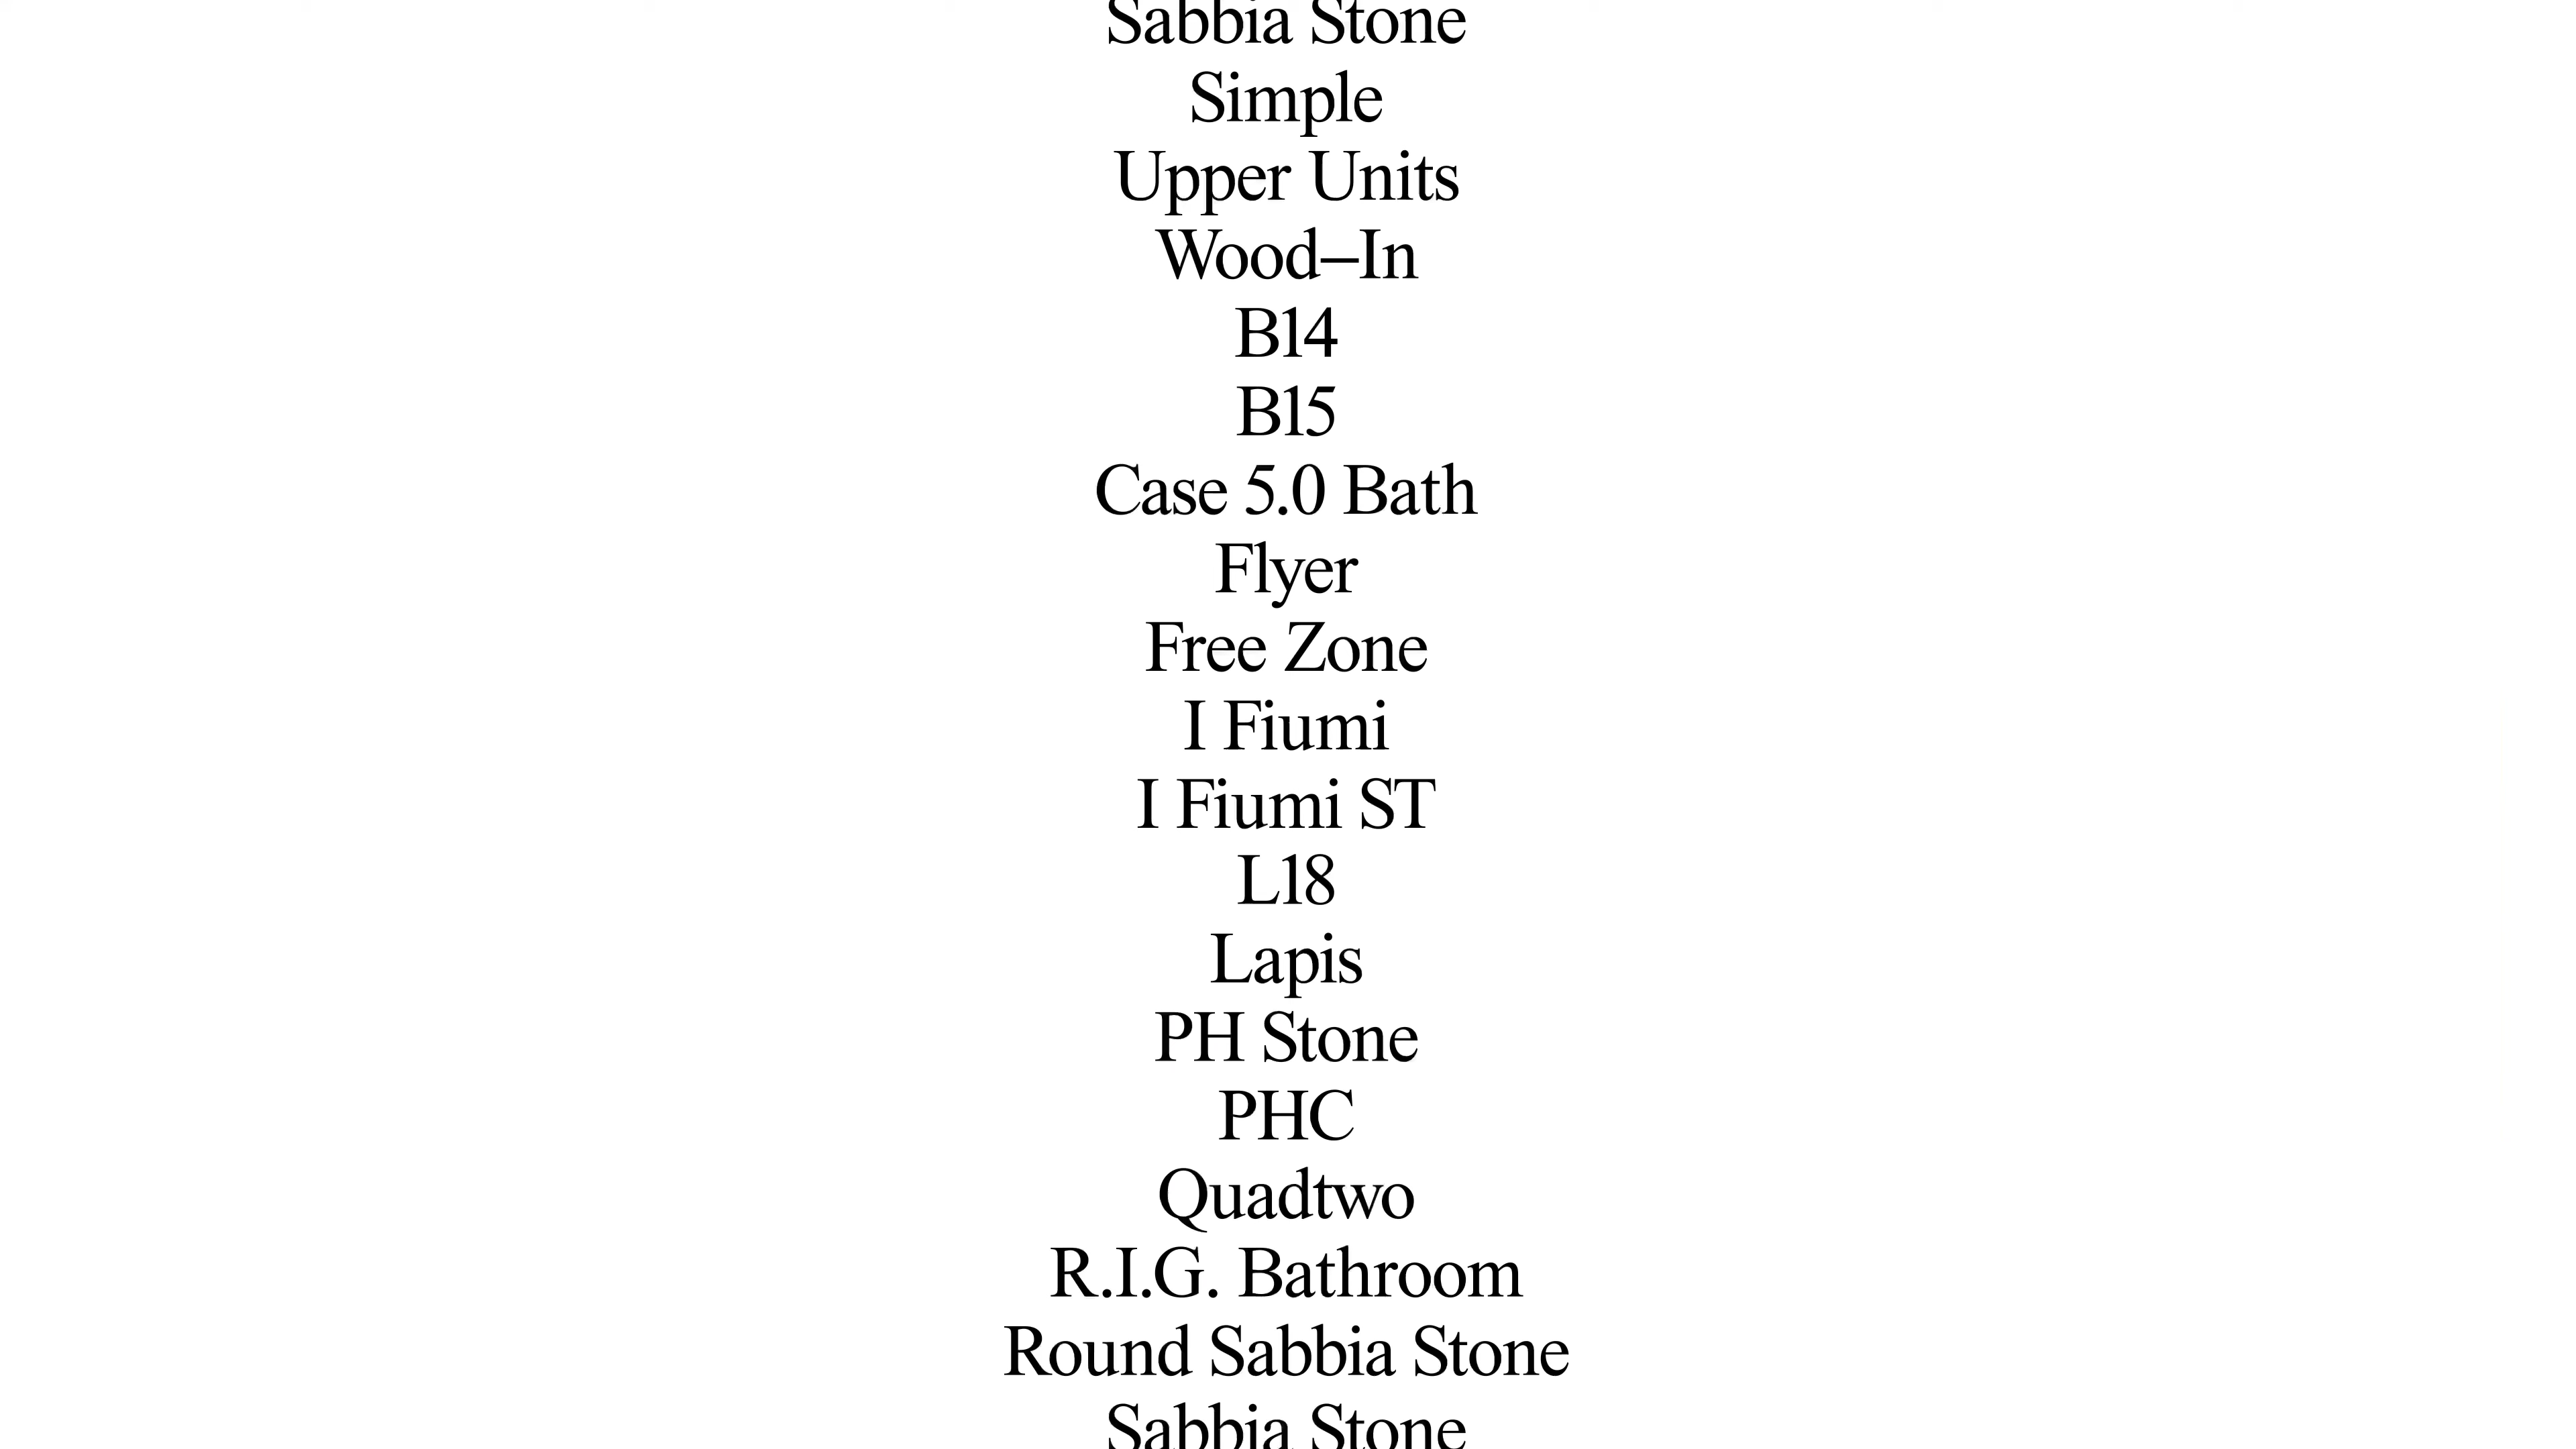 Sabbia Stone
Simple
Upper Units
Wood–In
B14
B15
Case 5.0 Bath
Flyer
Free Zone
I Fiumi
I Fiumi ST
L18
Lapis
PH Stone
PHC
Quadtwo
R.I.G. Bathroom
Round Sabbia Stone
Sabbia Stone